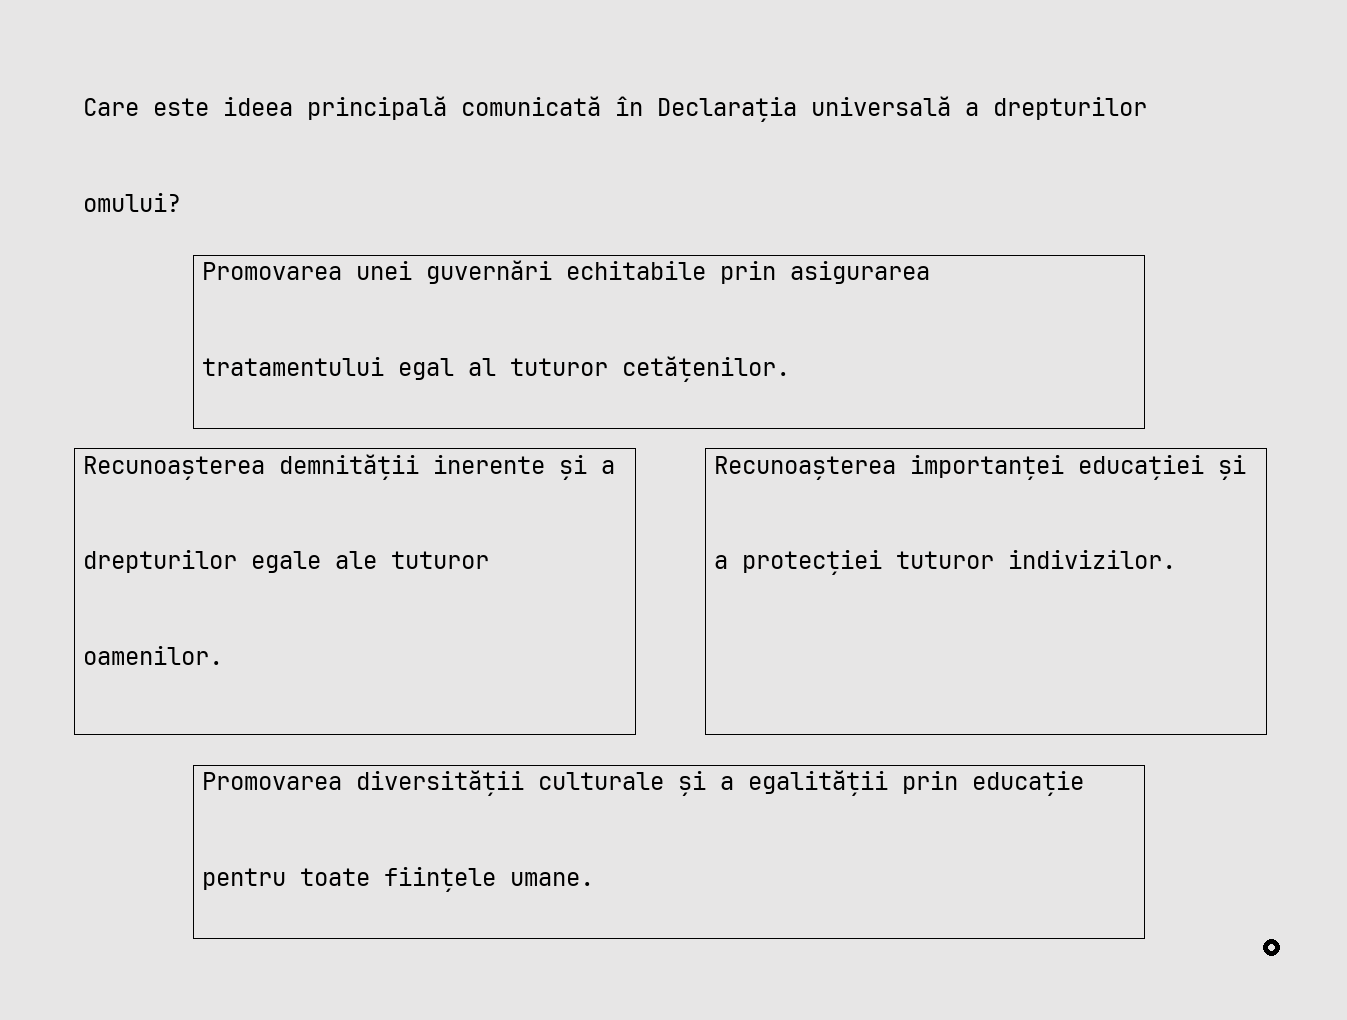 Care este ideea principală comunicată în Declarația universală a drepturilor
omului?
Promovarea unei guvernări echitabile prin asigurarea
tratamentului egal al tuturor cetățenilor.
Recunoașterea demnității inerente și a
drepturilor egale ale tuturor
oamenilor.
Recunoașterea importanței educației și
a protecției tuturor indivizilor.
Promovarea diversității culturale și a egalității prin educație
pentru toate ființele umane.